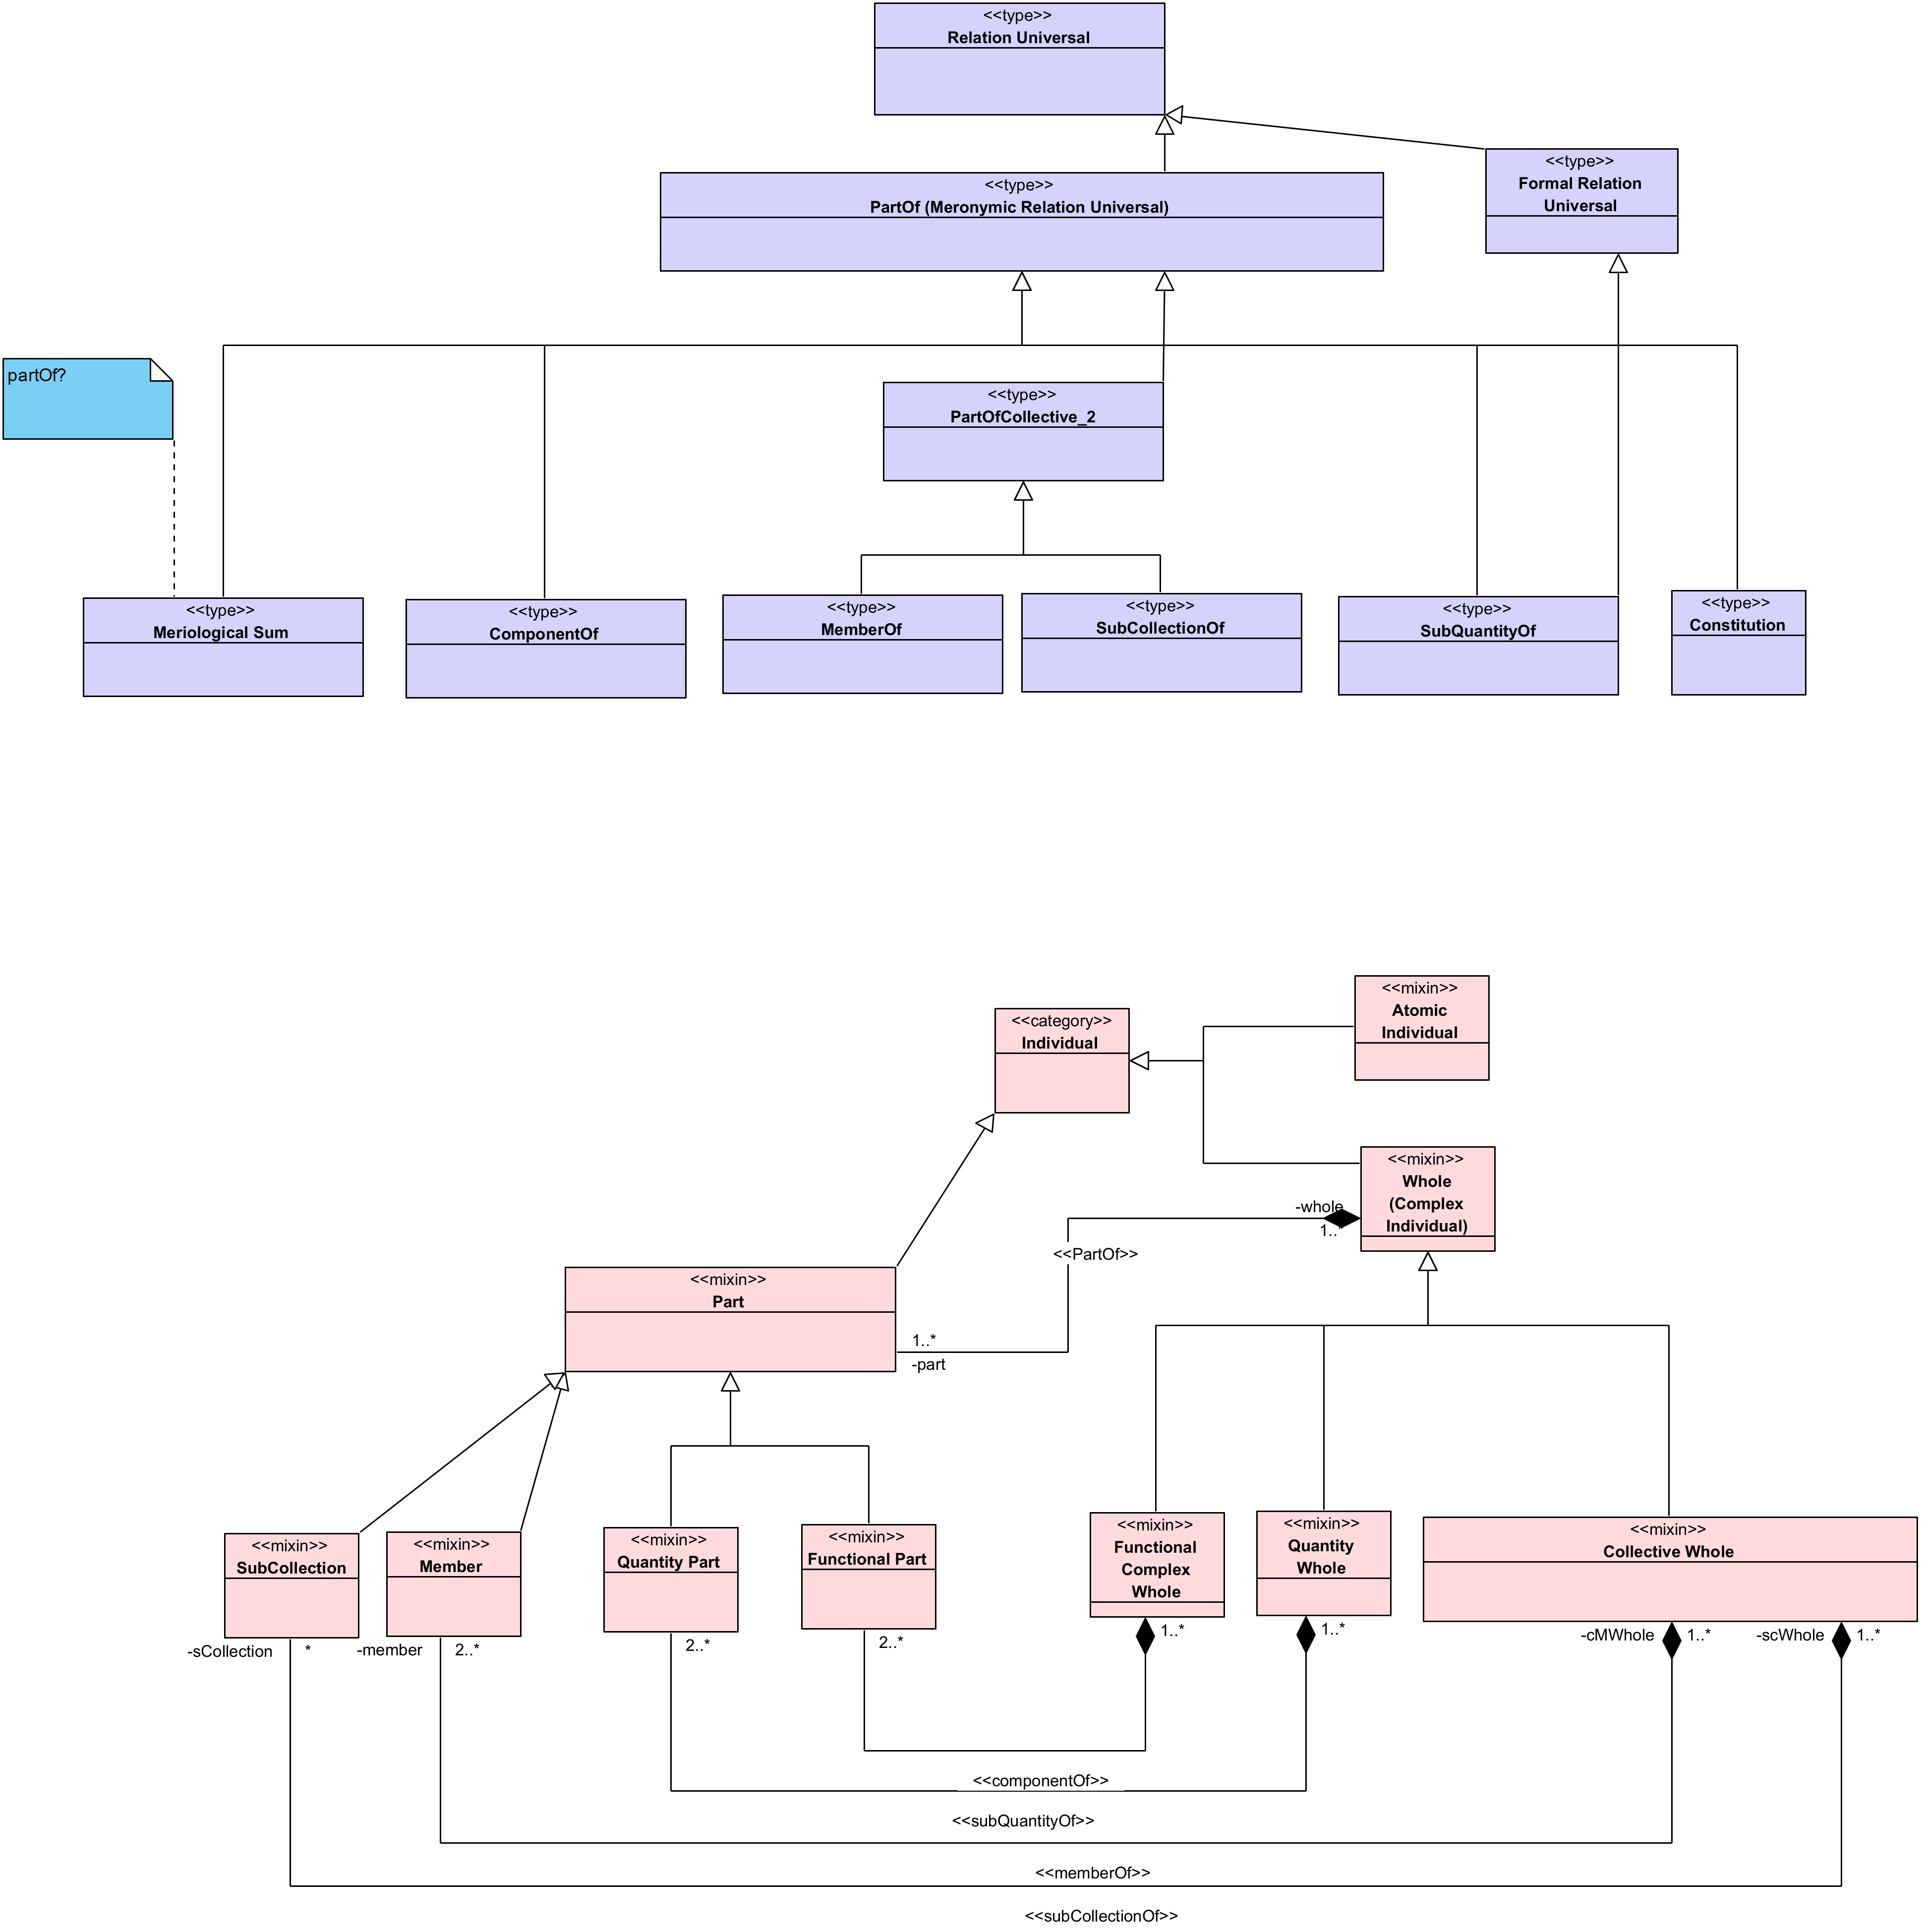 <<type>>
Relation Universal
<<type>>
Formal Relation
Universal
<<type>>
PartOf (Meronymic Relation Universal)
partOf?
<<type>>
PartOfCollective_2
<<type>>
Meriological Sum
<<type>>
ComponentOf
<<type>>
MemberOf
<<type>>
SubCollectionOf
<<type>>
SubQuantityOf
<<type>>
Constitution
<<mixin>>
Atomic
Individual
<<category>>
Individual
<<mixin>>
Whole
(Complex
Individual)
-whole
1..*
<<PartOf>>
<<mixin>>
Part
1..*
-part
<<mixin>>
SubCollection
<<mixin>>
Member
<<mixin>>
Quantity Part
<<mixin>>
Functional Part
<<mixin>>
Functional
Complex
Whole
<<mixin>>
Quantity
Whole
<<mixin>>
Collective Whole
-sCollection
*
-member
2..*
2..*
2..*
1..*
1..*
-cMWhole
1..*
-scWhole
1..*
<<componentOf>>
<<subQuantityOf>>
<<memberOf>>
<<subCollectionOf>>